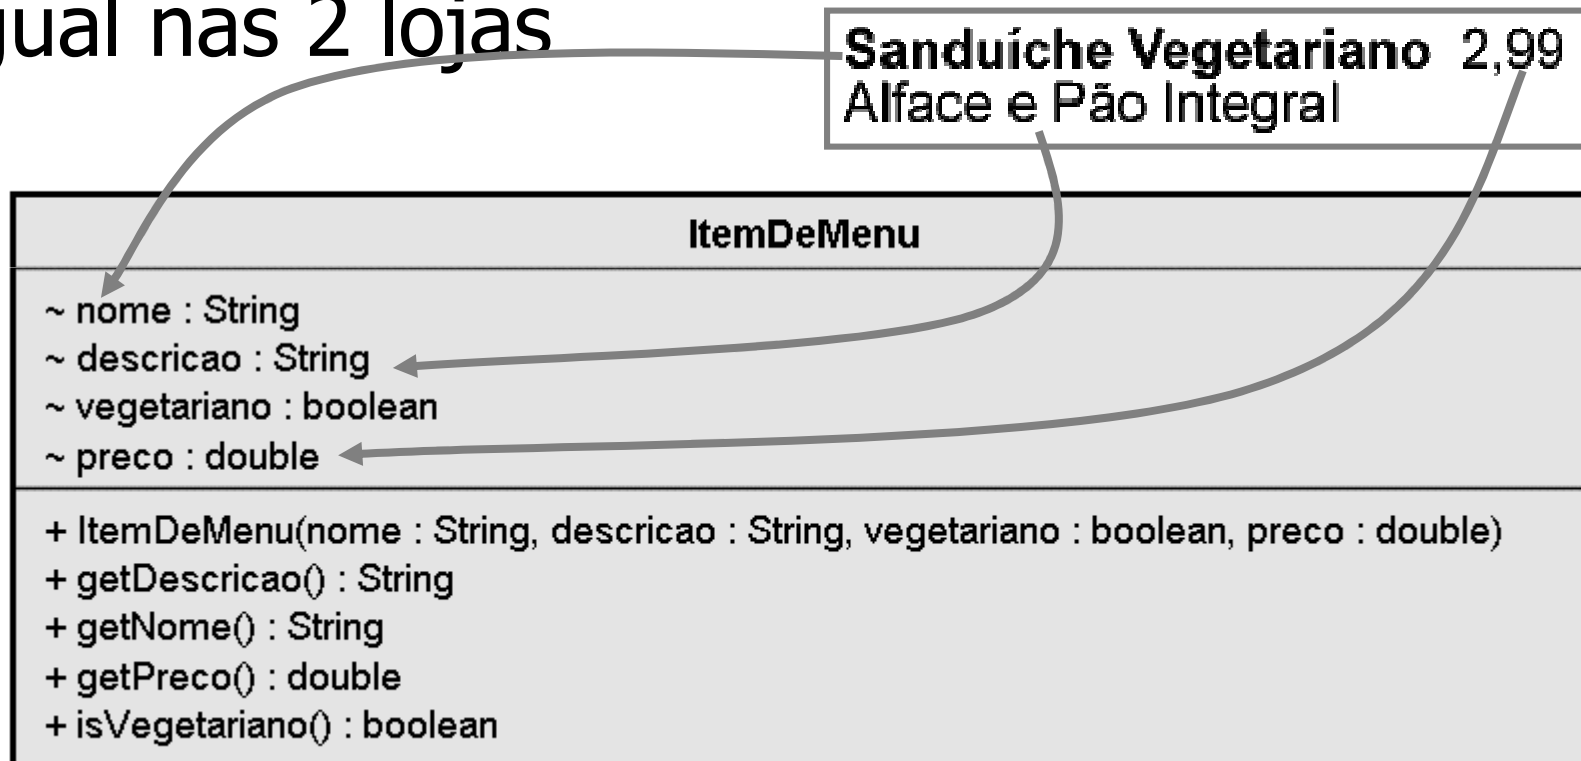 gual nas 2 lojas
Sanduíche Vegetariano 2,99
Alface e Pão Integral
ItemDeMenu
~ nome : String
~ descricao : String
~ vegetariano : boolean
~ preco : double
+ ItemDeMenu(nome : String, descricao : String, vegetariano : boolean, preco : double)
+ getDescricao() : String
+ getNome() : String
+ getPreco() : double
+ isVegetariano() : boolean